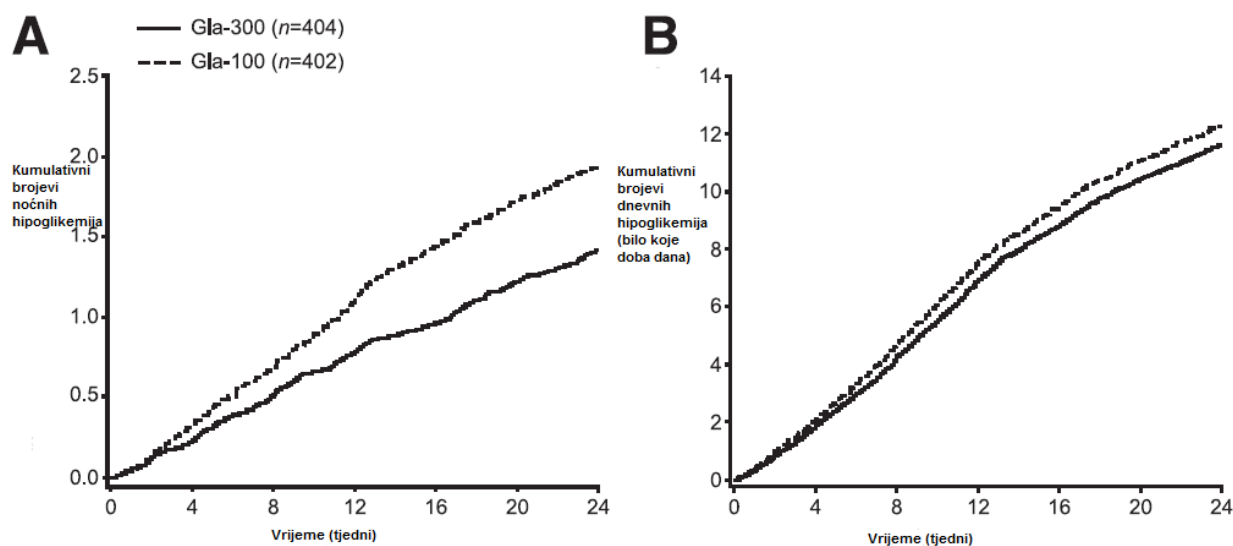 A
Gla-300 (n=404)
Gla-100 (n=402)
2.5
2.0
1.5
1.0
0.5
0.0
Kumulativni
brojevi
noćnih
hipoglikemija
0 4 8 12 16 20 24
Vrijeme (tjedni)
B
14
12
10
8
6
4
2
0
Kumulativni
brojevi
dnevnih
hipoglikemija
(bilo koje
doba dana)
0 4 8 12 16 20 24
Vrijeme (tjedni)